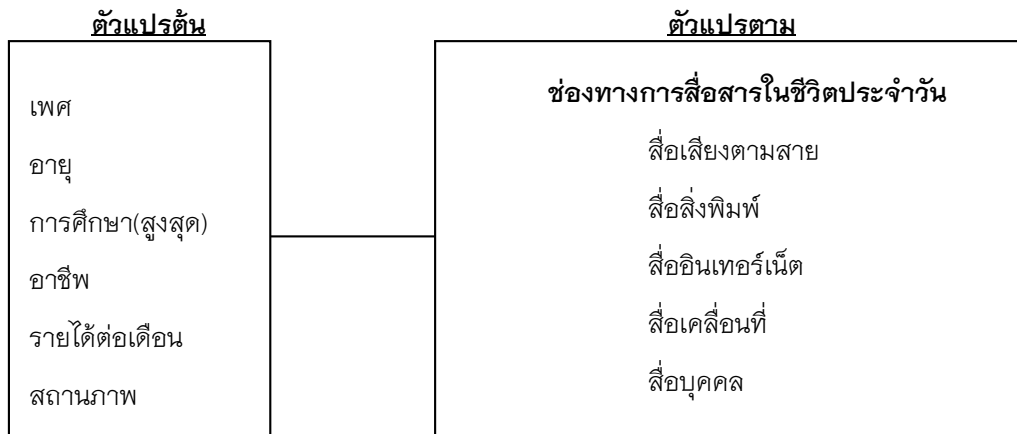 ตัวแปรต้น
เพศ
อายุ
การศึกษา(สูงสุด)
อาชีพ
รายได้ต่อเดือน
สถานภาพ
ตัวแปรตาม
ช่องทางการสื่อสารในชีวิตประจำวัน
สื่อเสียงตามสาย
สื่อสิ่งพิมพ์
สื่ออินเทอร์เน็ต
สื่อเคลื่อนที่
สื่อบุคคล